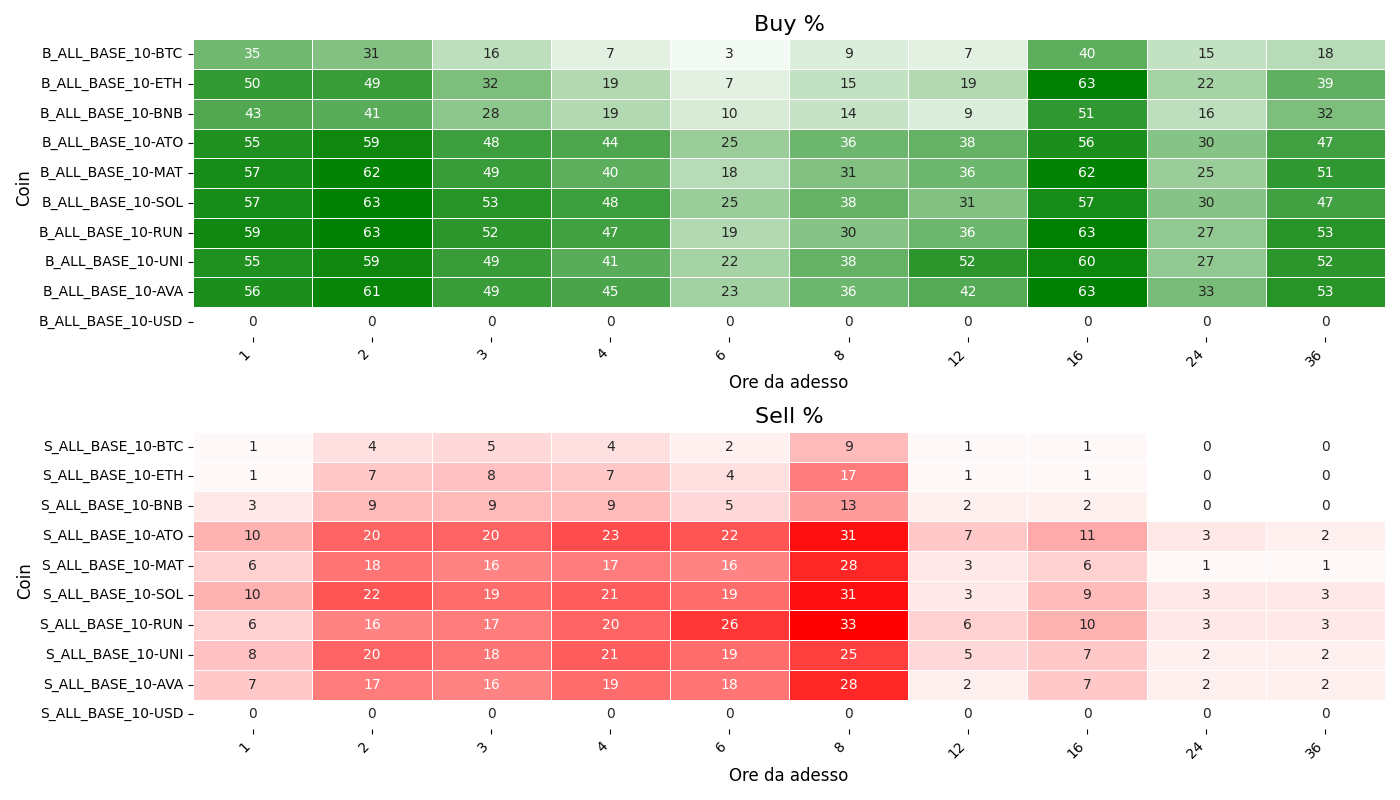 Buy %
Coin
B_ALL_BASE_10-BTC 35 31 16 7 3 9 7 40 15 18
B_ALL_BASE_10-ETH 50 49 32 19 7 15 19 63 22 39
B_ALL_BASE_10-BNB 43 41 28 19 10 14 9 51 16 32
B_ALL_BASE_10-ATO 55 59 48 44 25 36 38 56 30 47
B_ALL_BASE_10-MAT 57 62 49 40 18 31 36 62 25 51
B_ALL_BASE_10-SOL 57 63 53 48 25 38 31 57 30 47
B_ALL_BASE_10-RUN 59 63 52 47 19 30 36 63 27 53
B_ALL_BASE_10-UNI 55 59 49 41 22 38 52 60 27 52
B_ALL_BASE_10-AVA 56 61 49 45 23 36 42 63 33 53
B_ALL_BASE_10-USD 0 0 0 0 0 0 0 0 0 0
1 2 3 4 6 8 12 16 24 36
Ore da adesso
Sell %
Coin
S_ALL_BASE_10-BTC 1 4 5 4 2 9 1 1 0 0
S_ALL_BASE_10-ETH 1 7 8 7 4 17 1 1 0 0
S_ALL_BASE_10-BNB 3 9 9 9 5 13 2 2 0 0
S_ALL_BASE_10-ATO 10 20 20 23 22 31 7 11 3 2
S_ALL_BASE_10-MAT 6 18 16 17 16 28 3 6 1 1
S_ALL_BASE_10-SOL 10 22 19 21 19 31 3 9 3 3
S_ALL_BASE_10-RUN 6 16 17 20 26 33 6 10 3 3
S_ALL_BASE_10-UNI 8 20 18 21 19 25 5 7 2 2
S_ALL_BASE_10-AVA 7 17 16 19 18 28 2 7 2 2
S_ALL_BASE_10-USD 0 0 0 0 0 0 0 0 0 0
1 2 3 4 6 8 12 16 24 36
Ore da adesso